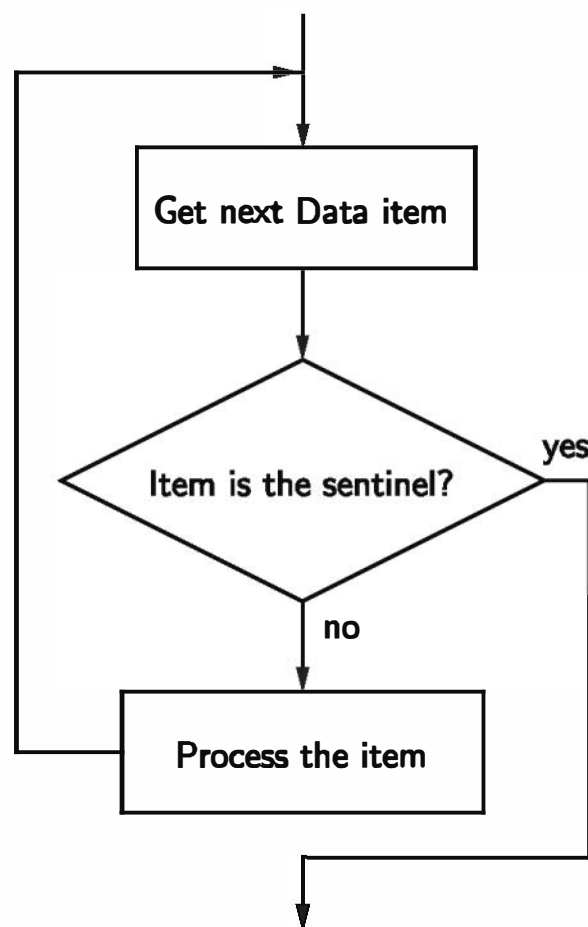 Get next Data item
Item is the sentinel?
yes
no
Process the item